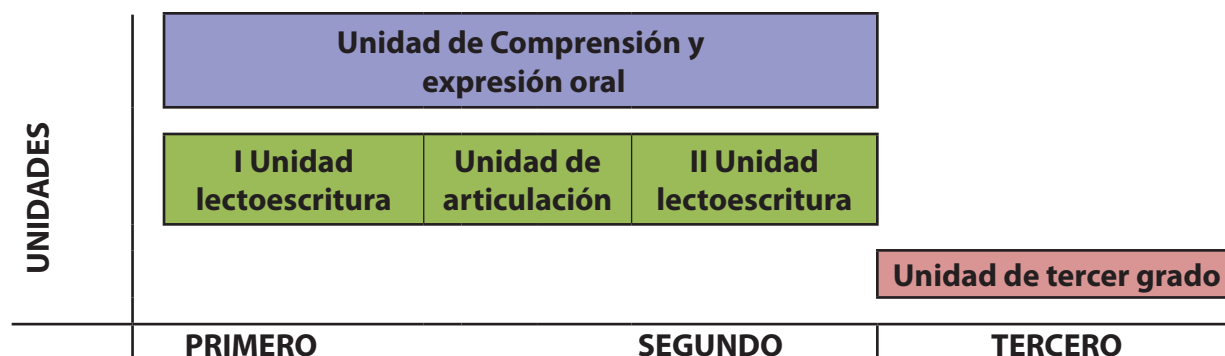 Unidad de Comprensión y
expresión oral
UNIDADES
I Unidad
lectoescritura
Unidad de
articulación
II Unidad
lectoescritura
Unidad de tercer grado
PRIMERO
SEGUNDO
TERCERO